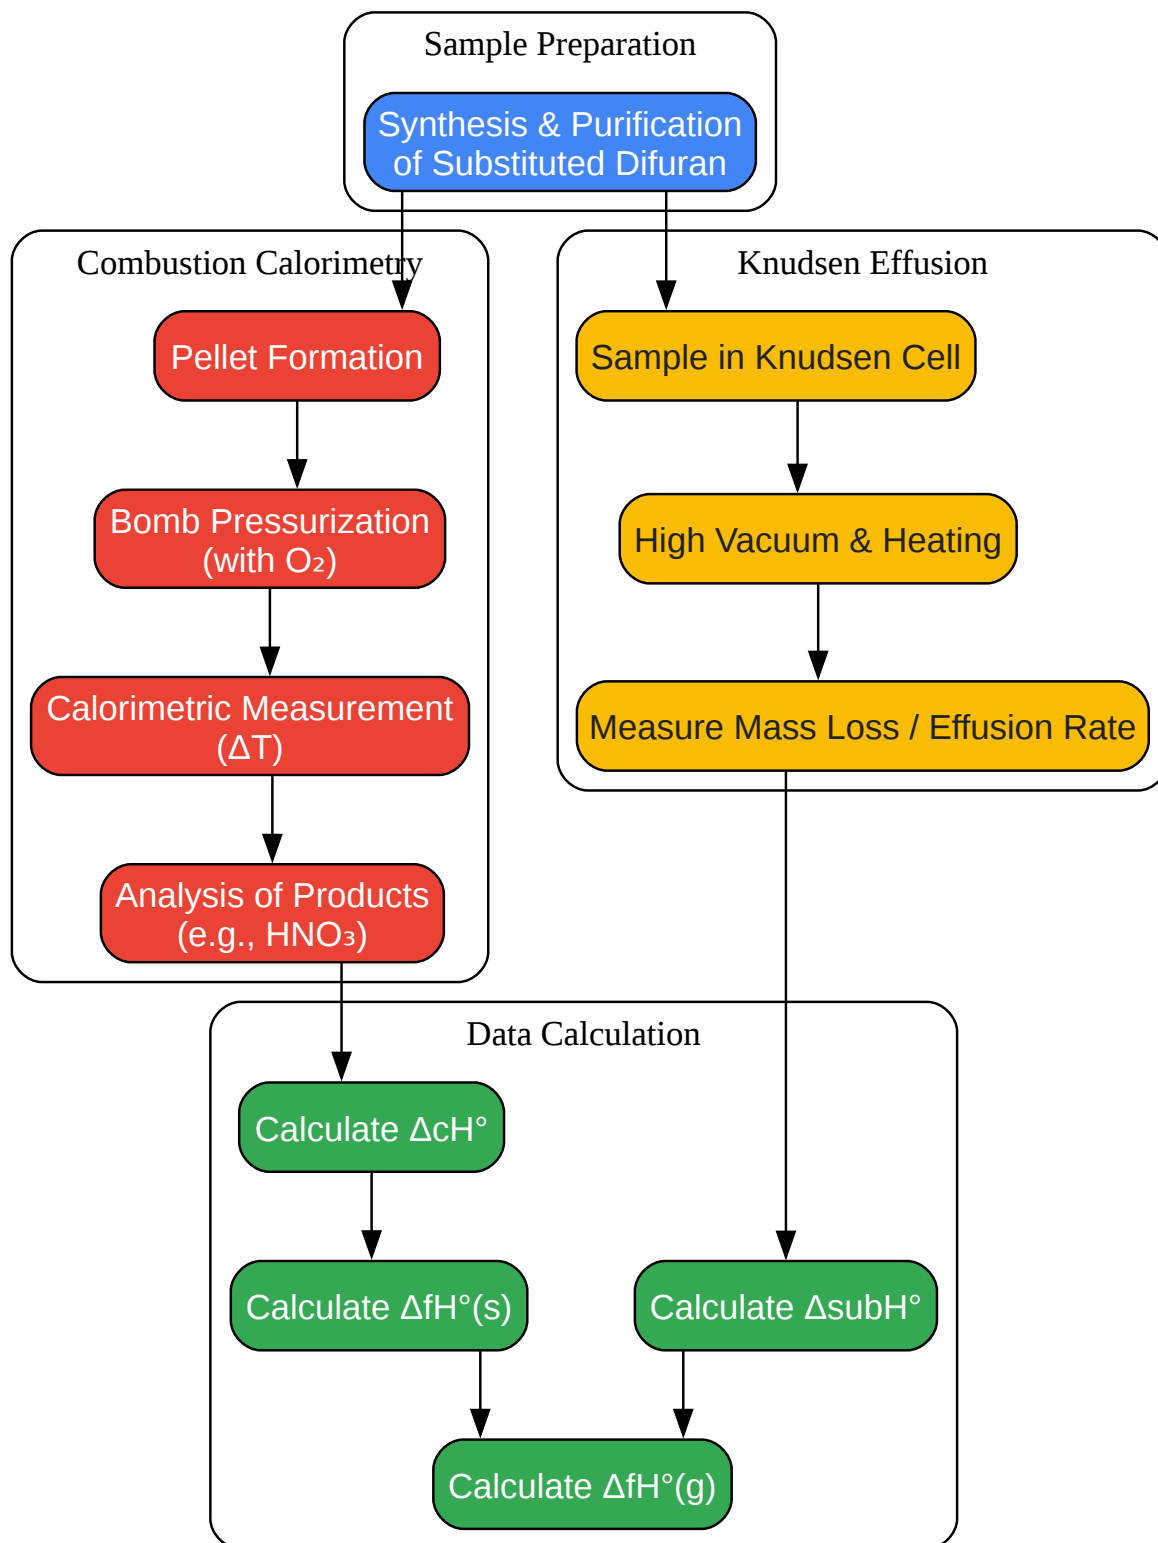 Sample Preparation
Synthesis & Purification
of Substituted Difuran
Combustion Calorimetry
Pellet Formation
Bomb Pressurization
(with O₂)
Calorimetric Measurement
(ΔT)
Analysis of Products
(e.g., HNO₃)
Knudsen Effusion
Sample in Knudsen Cell
High Vacuum & Heating
Measure Mass Loss / Effusion Rate
Data Calculation
Calculate ΔcH°
Calculate ΔfH°(s)
Calculate ΔsubH°
Calculate ΔfH°(g)